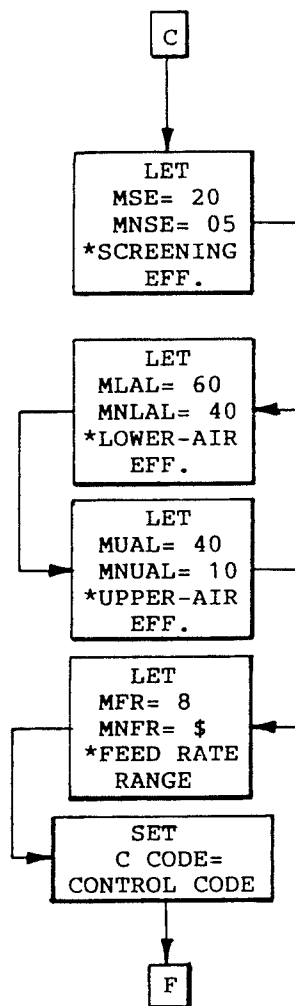 C
LET
MSE= 20
MNSE= 05
*SCREENING
EFF.
LET
MLAL= 60
MNLAL= 40
*LOWER-AIR
EFF.
LET
MUAL= 40
MNUAL= 10
*UPPER-AIR
EFF.
LET
MFR= 8
MNFR= $
*FEED RATE
RANGE
SET
C CODE=
CONTROL CODE
F